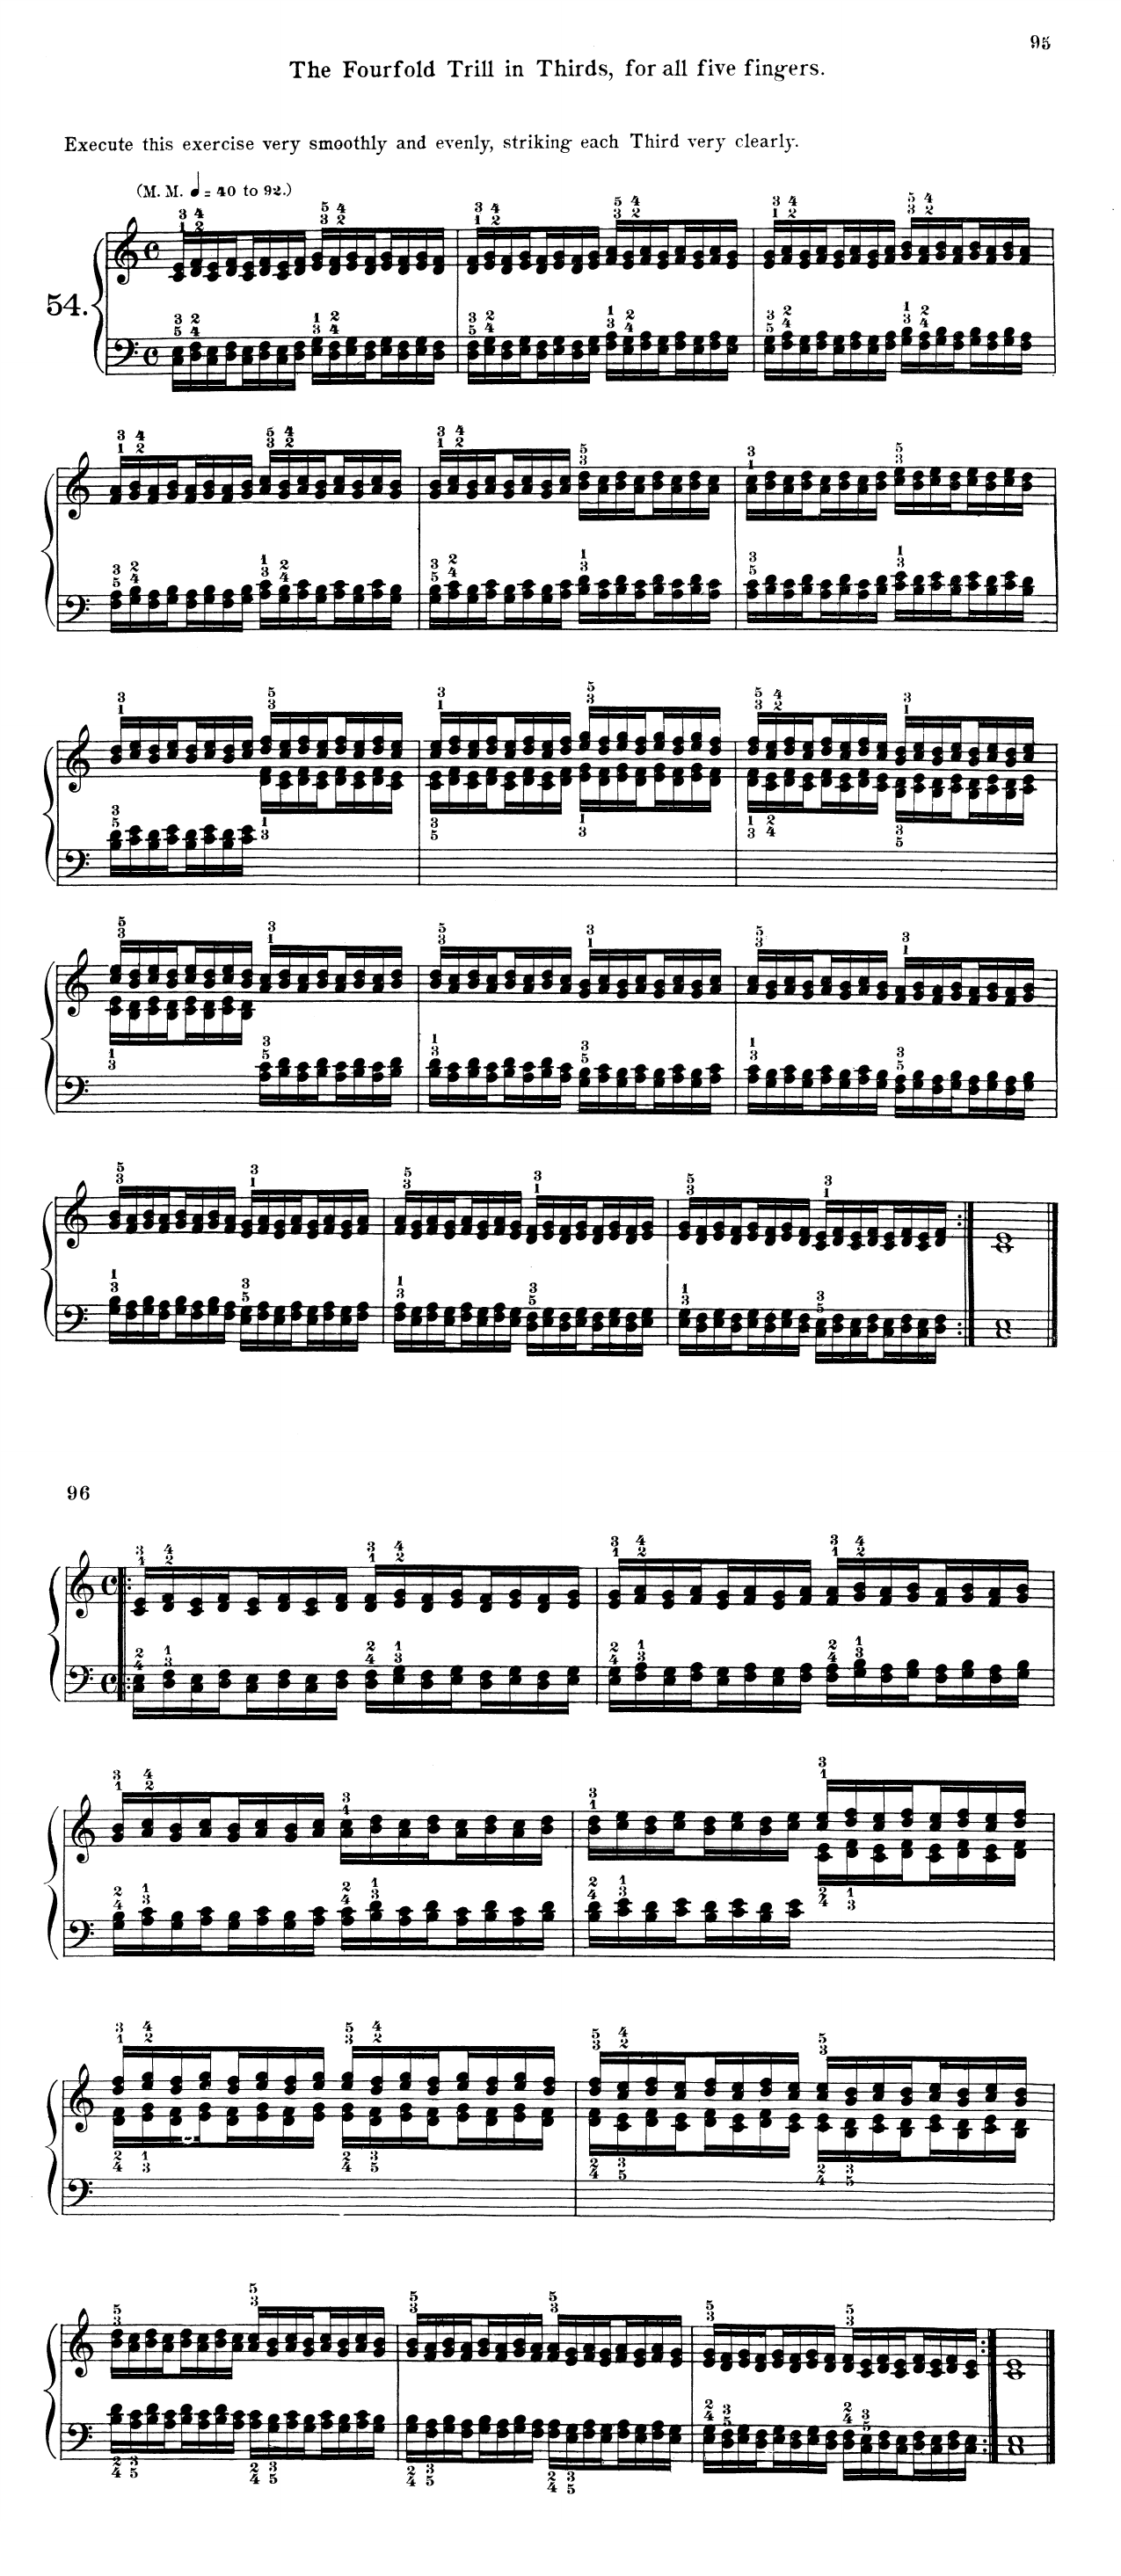 95
The Fourfold Trill in Thirds, for all five fingers.
Execute this exercise very smoothly and evenly, striking each Third very clearly.
(M. M. ♩ = 40 to 92.)
54.
96